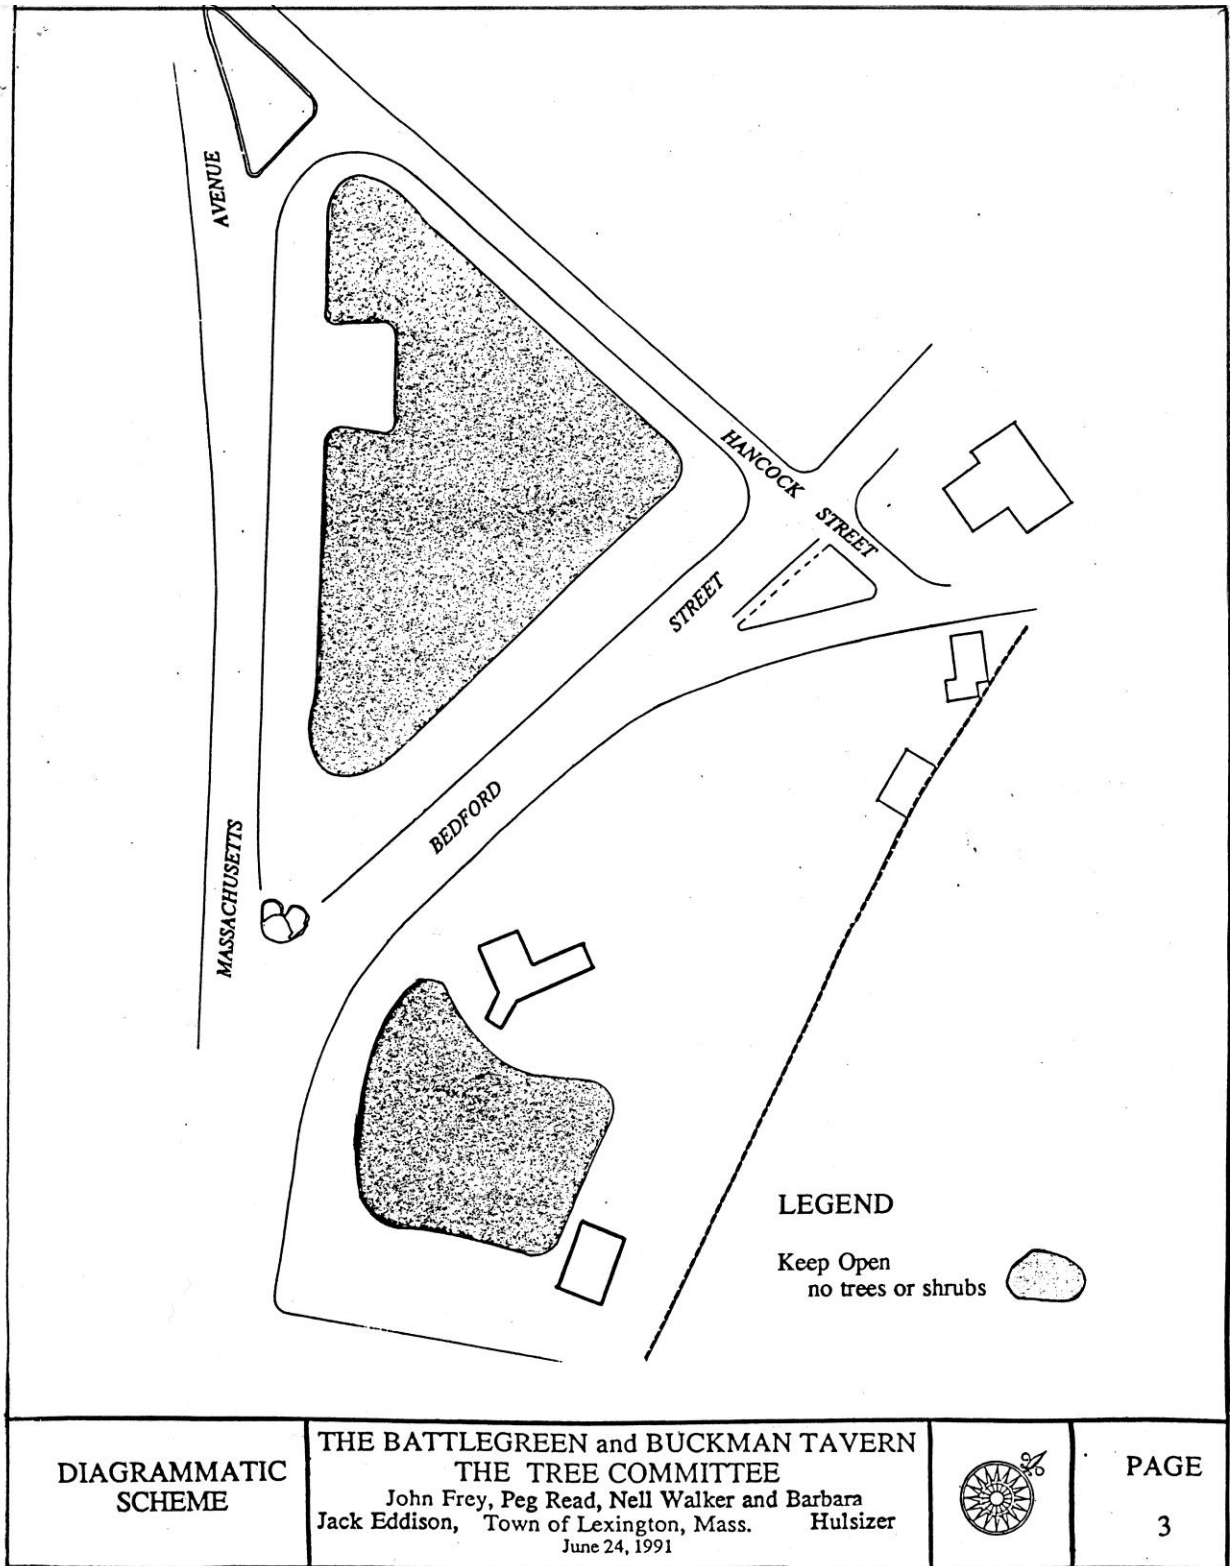 AVENUE
HANCOCK
STREET
STREET
BEDFORD
MASSACHUSETTS
LEGEND
Keep Open
no trees or shrubs
DIAGRAMMATIC
SCHEME
THE BATTLEGREEN and BUCKMAN TAVERN
THE TREE COMMITTEE
John Frey, Peg Read, Nell Walker and Barbara
Jack Eddison, Town of Lexington, Mass. Hulsizer
June 24, 1991
PAGE
3